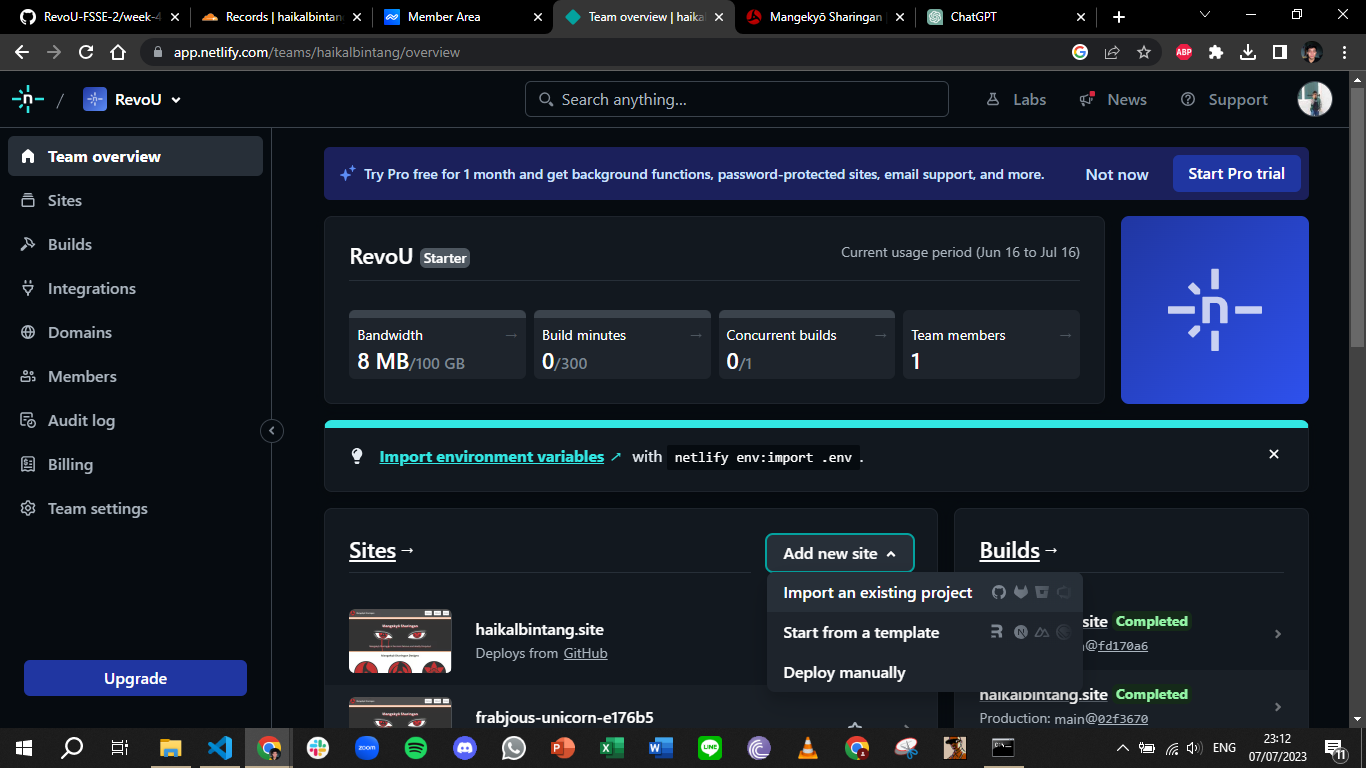 RevoU-FSSE-2/week-4
Records | haikalbintan
Member Area
Team overview | haikal
Mangekyō Sharingan
ChatGPT
app.netlify.com/teams/haikalbintang/overview
ABP
/ RevoU
Search anything...
Labs
News
Support
Team overview
Sites
Builds
Integrations
Domains
Members
Audit log
Billing
Team settings
Upgrade
Try Pro free for 1 month and get background functions, password-protected sites, email support, and more.
Not now
Start Pro trial
RevoU Starter
Current usage period (Jun 16 to Jul 16)
Bandwidth →
8 MB/100 GB
Build minutes →
0/300
Concurrent builds →
0/1
Team members →
1
Import environment variables ↗ with netlify env:import .env .
Sites →
Add new site
Import an existing project
Start from a template
Deploy manually
haikalbintang.site
Deploys from GitHub
frabjous-unicorn-e176b5
Builds →
.site Completed
@fd170a6
haikalbintang.site Completed
Production: main@02f3670
zoom
LINE
ENG
23:12
07/07/2023
11